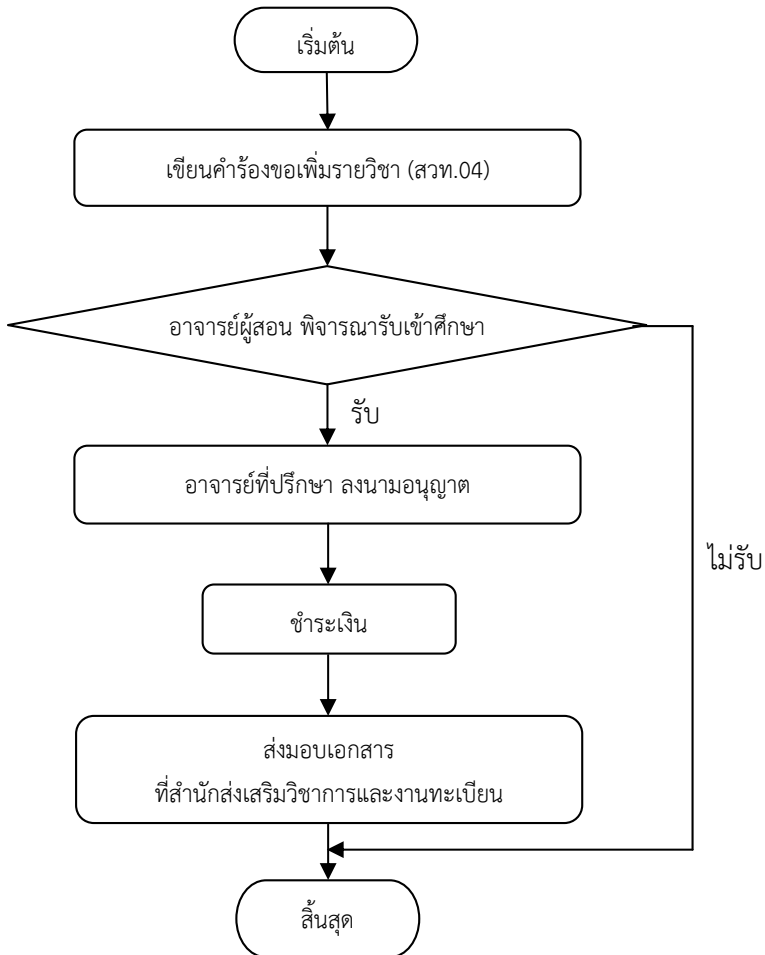 เริ่มต้น
เขียนคำร้องขอเพิ่มรายวิชา (สวท.04)
อาจารย์ผู้สอน พิจารณารับเข้าศึกษา
รับ
อาจารย์ที่ปรึกษา ลงนามอนุญาต
ไม่รับ
ชำระเงิน
ส่งมอบเอกสาร
ที่สำนักส่งเสริมวิชาการและงานทะเบียน
สิ้นสุด